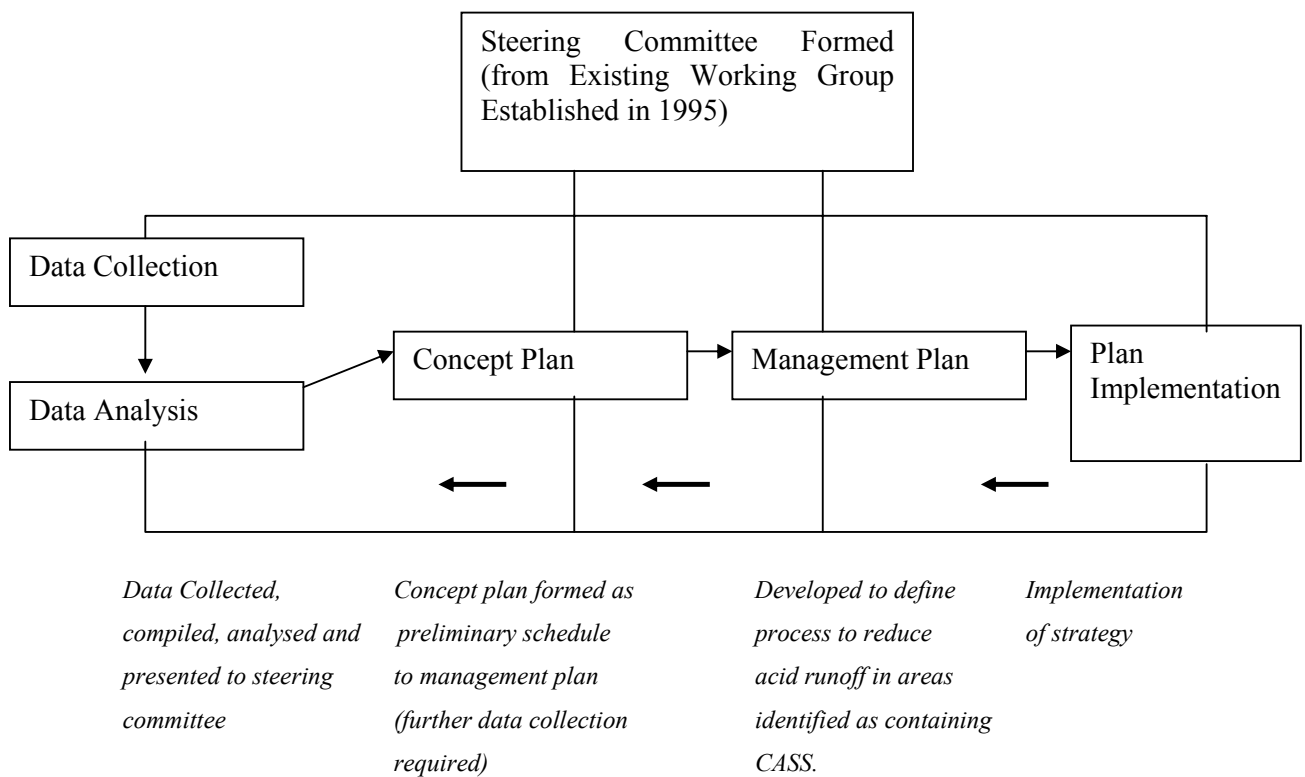 Steering Committee Formed
(from Existing Working Group
Established in 1995)
Data Collection
Data Analysis
Concept Plan
Management Plan
Plan
Implementation
Data Collected,
compiled, analysed and
presented to steering
committee
Concept plan formed as
preliminary schedule
to management plan
(further data collection
required)
Developed to define
process to reduce
acid runoff in areas
identified as containing
CASS.
Implementation
of strategy